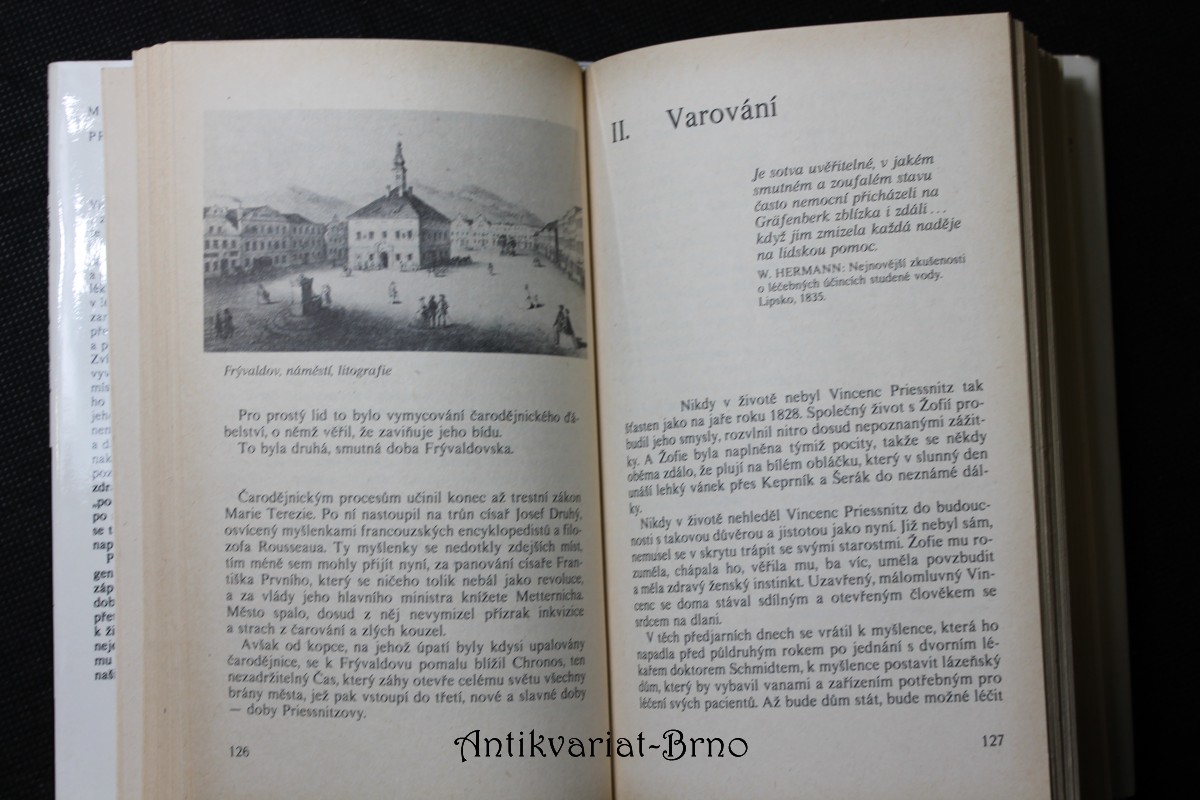 Frývaldov, náměstí, litografie
Pro prostý lid to bylo vymycování čarodějnického ďá-
belství, o němž věřil, že zaviňuje jeho bídu.
To byla druhá, smutná doba Frývaldovska.
Čarodějnickým procesům učinil konec až trestní zákon
Marie Terezie. Po ní nastoupil na trůn císař Josef Druhý,
osvícený myšlenkami francouzských encyklopedistů a filo-
zofa Rousseaua. Ty myšlenky se nedotkly zdejších míst,
tím méně sem mohly přijít nyní, za panování císaře Fran-
tiška Prvního, který se ničeho tolik nebál jako revoluce,
a za vlády jeho hlavního ministra knížete Metternicha.
Město spalo, dosud z něj nevymizel přízrak inkvizice
a strach z čarování a zlých kouzel.
Avšak od kopce, na jehož úpatí byly kdysi upalovány
čarodějnice, se k Frývaldovu pomalu blížil Chronos, ten
nezadržitelný Čas, který záhy otevře celému světu všechny
brány města, jež pak vstoupí do třetí, nové a slavné doby
— doby Priessnitzovy.
126
II. Varování
Je sotva uvěřitelné, v jakém
smutném a zoufalém stavu
často nemocní přicházeli na
Gräfenberk zblízka i zdáli ...
když jim zmizela každá naděje
na lidskou pomoc.
W. HERMANN: Nejnovější zkušenosti
o léčebných účincích studené vody.
Lipsko, 1835.
Nikdy v životě nebyl Vincenc Priessnitz tak
šťasten jako na jaře roku 1828. Společný život s Žofií pro-
budil jeho smysly, rozvlnil nitro dosud nepoznanými zážit-
ky. A Žofie byla naplněna týmiž pocity, takže se někdy
oběma zdálo, že plují na bílém obláčku, který v slunný den
unáší lehký vánek přes Keprník a Šerák do neznámé dál-
ky.
Nikdy v životě nehleděl Vincenc Priessnitz do budouc-
nosti s takovou důvěrou a jistotou jako nyní. Již nebyl sám,
nemusel se v skrytu trápit se svými starostmi. Žofie mu ro-
zuměla, chápala ho, věřila mu, ba víc, uměla povzbudit
a měla zdravý ženský instinkt. Uzavřený, málomluvný Vin-
cenc se doma stával sdílným a otevřeným člověkem se
srdcem na dlani.
V těch předjarních dnech se vrátil k myšlence, která ho
napadla před půldruhým rokem po jednání s dvorním lé-
kařem doktorem Schmidtem, k myšlence postavit lázeňský
dům, který by vybavil vanami a zařízením potřebným pro
léčení svých pacientů. Až bude dům stát, bude možné léčit
127
Antikvariat-Brno